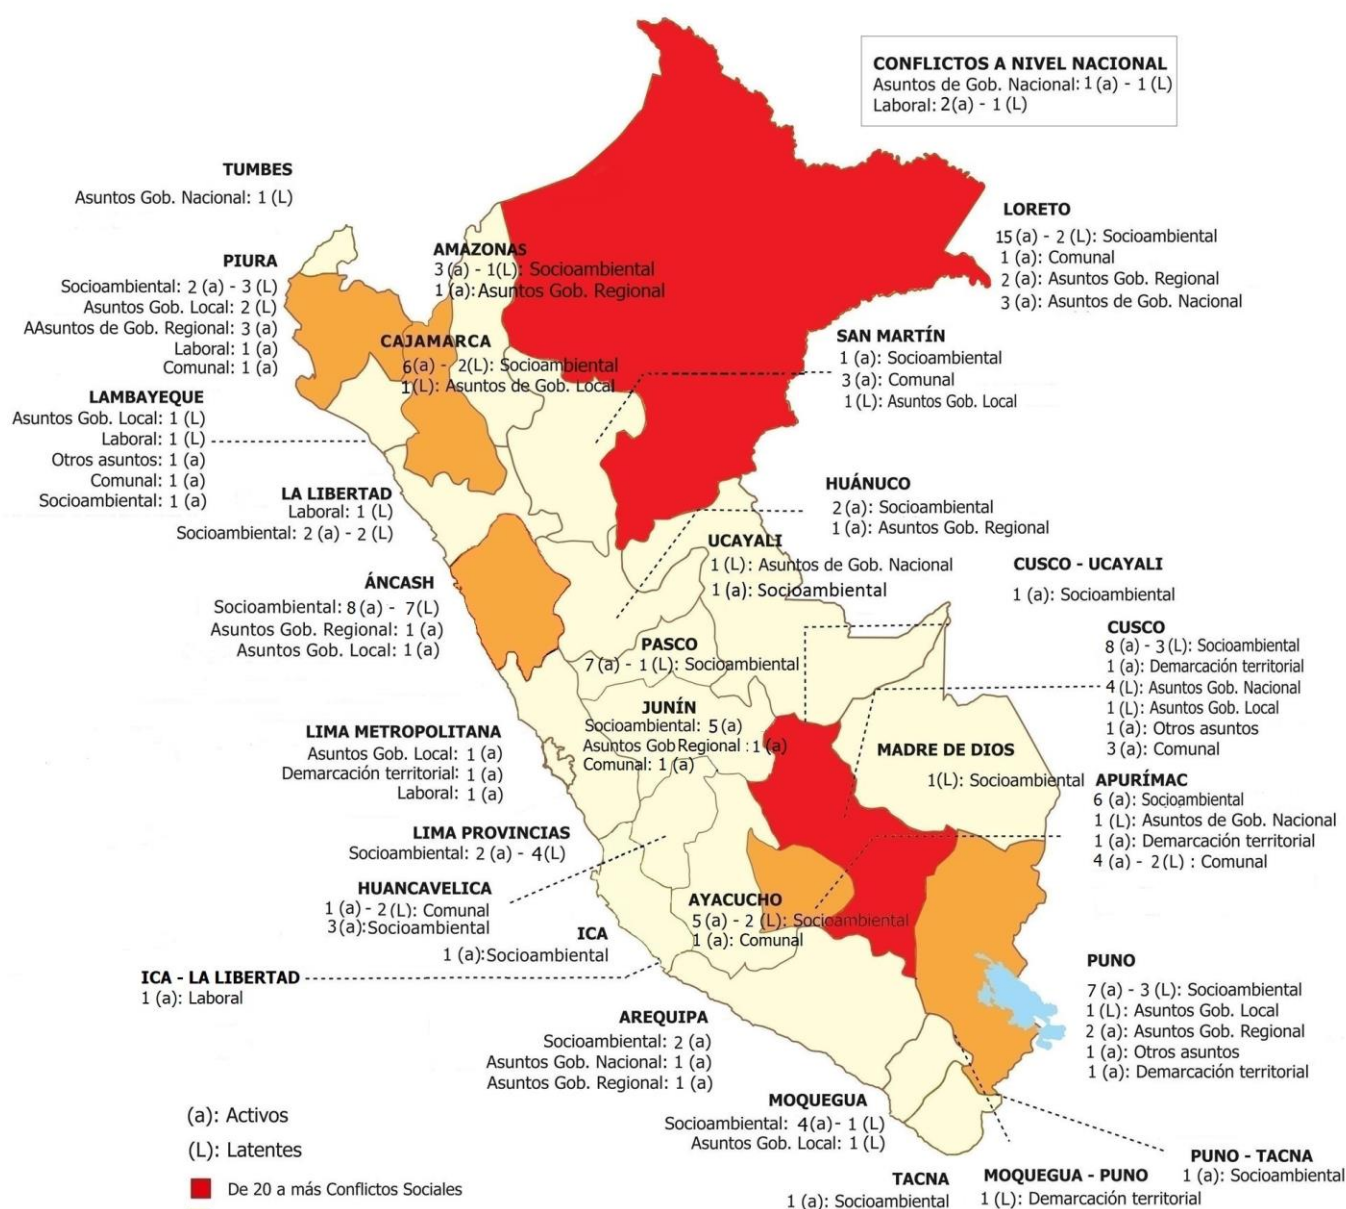 CONFLICTOS A NIVEL NACIONAL
Asuntos de Gob. Nacional: 1 (a) - 1 (L)
Laboral: 2(a) - 1 (L)
TUMBES
Asuntos Gob. Nacional: 1 (L)
PIURA
Socioambiental: 2 (a) - 3 (L)
Asuntos Gob. Local: 2 (L)
AAsuntos de Gob. Regional: 3 (a)
Laboral: 1 (a)
Comunal: 1 (a)
AMAZONAS
3 (a) - 1(L): Socioambiental
1 (a): Asuntos Gob. Regional
LORETO
15 (a) - 2 (L): Socioambiental
1 (a): Comunal
2 (a): Asuntos Gob. Regional
3 (a): Asuntos de Gob. Nacional
CAJAMARCA
6(a) - 2(L): Socioambiental
1(L): Asuntos de Gob. Local
SAN MARTÍN
1 (a): Socioambiental
3 (a): Comunal
1 (L): Asuntos Gob. Local
LAMBAYEQUE
Asuntos Gob. Local: 1 (L)
Laboral: 1 (L)
Otros asuntos: 1 (a)
Comunal: 1 (a)
Socioambiental: 1 (a)
LA LIBERTAD
Laboral: 1 (L)
Socioambiental: 2 (a) - 2 (L)
HUÁNUCO
2 (a): Socioambiental
1 (a): Asuntos Gob. Regional
UCAYALI
1 (L): Asuntos de Gob. Nacional
1 (a): Socioambiental
CUSCO - UCAYALI
1 (a): Socioambiental
ÁNCASH
Socioambiental: 8 (a) - 7(L)
Asuntos Gob. Regional: 1 (a)
Asuntos Gob. Local: 1 (a)
PASCO
7(a) - 1 (L): Socioambiental
CUSCO
8 (a) - 3 (L): Socioambiental
1 (a): Demarcación territorial
4 (L): Asuntos Gob. Nacional
1 (L): Asuntos Gob. Local
1 (a): Otros asuntos
3 (a): Comunal
JUNÍN
Socioambiental: 5 (a)
Asuntos Gob Regional : 1 (a)
Comunal: 1 (a)
LIMA METROPOLITANA
Asuntos Gob. Local: 1 (a)
Demarcación territorial: 1 (a)
Laboral: 1 (a)
MADRE DE DIOS
1(L): Socioambiental
APURÍMAC
6 (a): Socioambiental
1 (L): Asuntos de Gob. Nacional
1 (a): Demarcación territorial
4 (a) - 2 (L) : Comunal
LIMA PROVINCIAS
Socioambiental: 2 (a) - 4(L)
HUANCAVELICA
1 (a) - 2 (L): Comunal
3(a): Socioambiental
AYACUCHO
5 (a) - 2 (L): Socioambiental
1 (a): Comunal
ICA
1 (a):Socioambiental
ICA - LA LIBERTAD
1 (a): Laboral
PUNO
7 (a) - 3 (L): Socioambiental
1 (L): Asuntos Gob. Local
2 (a): Asuntos Gob. Regional
1 (a): Otros asuntos
1 (a): Demarcación territorial
AREQUIPA
Socioambiental: 2 (a)
Asuntos Gob. Nacional: 1 (a)
Asuntos Gob. Regional: 1 (a)
MOQUEGUA
Socioambiental: 4(a)- 1 (L)
Asuntos Gob. Local: 1 (L)
TACNA
1 (a): Socioambiental
MOQUEGUA - PUNO
1 (L): Demarcación territorial
PUNO - TACNA
1 (a): Socioambiental
(a): Activos
(L): Latentes
De 20 a más Conflictos Sociales